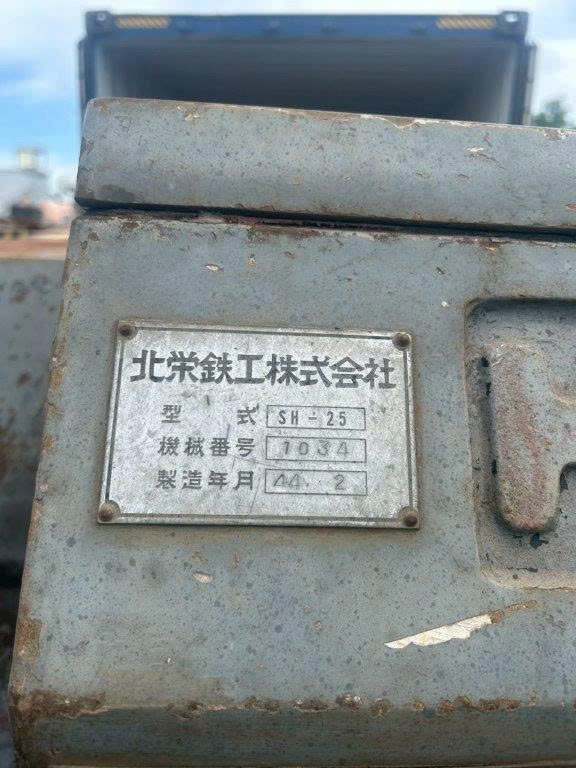 北栄鉄工株式会社
型 式 SH-25
機械番号 1034
製造年月 44. 2
H